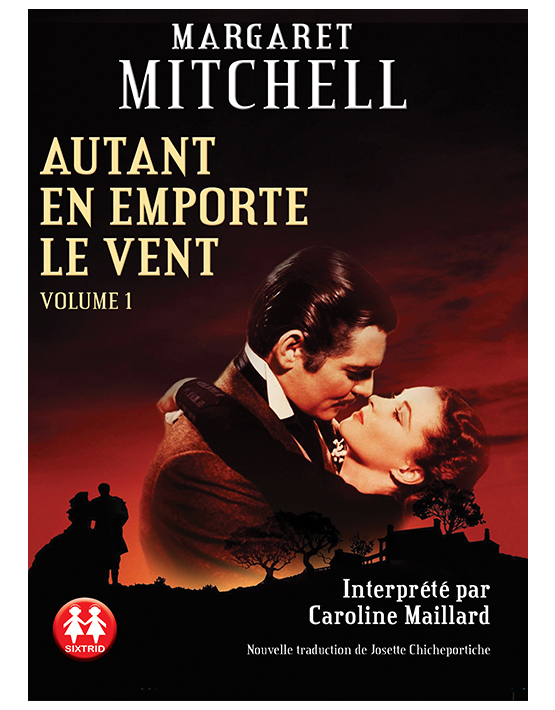 MARGARET
MITCHELL
AUTANT
EN EMPORTE
LE VENT
VOLUME 1
Interprété par
Caroline Maillard
SIXTRID
Nouvelle traduction de Josette Chicheportiche